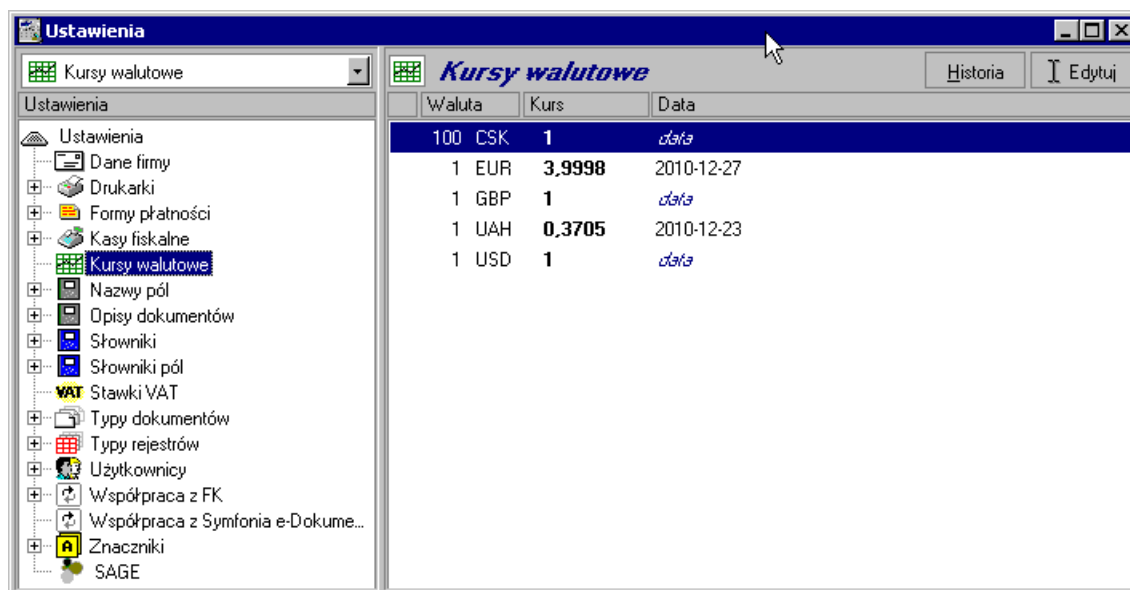 Ustawienia
Kursy walutowe
Ustawienia
Ustawienia
Dane firmy
Drukarki
Formy płatności
Kasy fiskalne
Kursy walutowe
Nazwy pól
Opisy dokumentów
Słowniki
Słowniki pól
VAT Stawki VAT
Typy dokumentów
Typy rejestrów
Użytkownicy
Współpraca z FK
Współpraca z Symfonia e-Dokume...
A Znaczniki
SAGE
Kursy walutowe Historia Edytuj
Waluta Kurs Data
100 CSK 1 data
1 EUR 3,9998 2010-12-27
1 GBP 1 data
1 UAH 0,3705 2010-12-23
1 USD 1 data